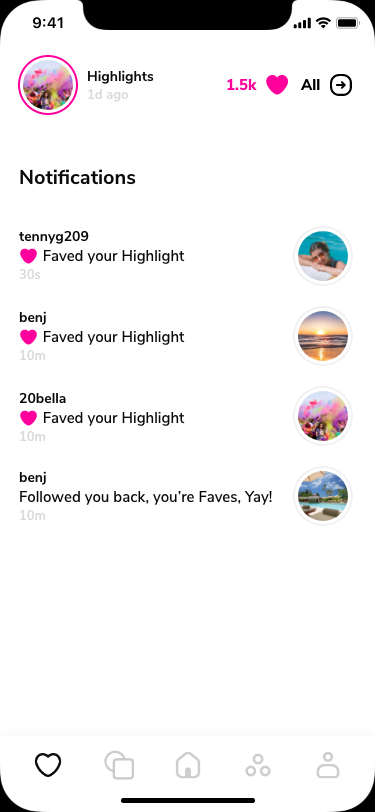 9:41
Highlights
1d ago
1.5k
All
Notifications
tennyg209
Faved your Highlight
30s
benj
Faved your Highlight
10m
20bella
Faved your Highlight
10m
benj
Followed you back, you’re Faves, Yay!
10m